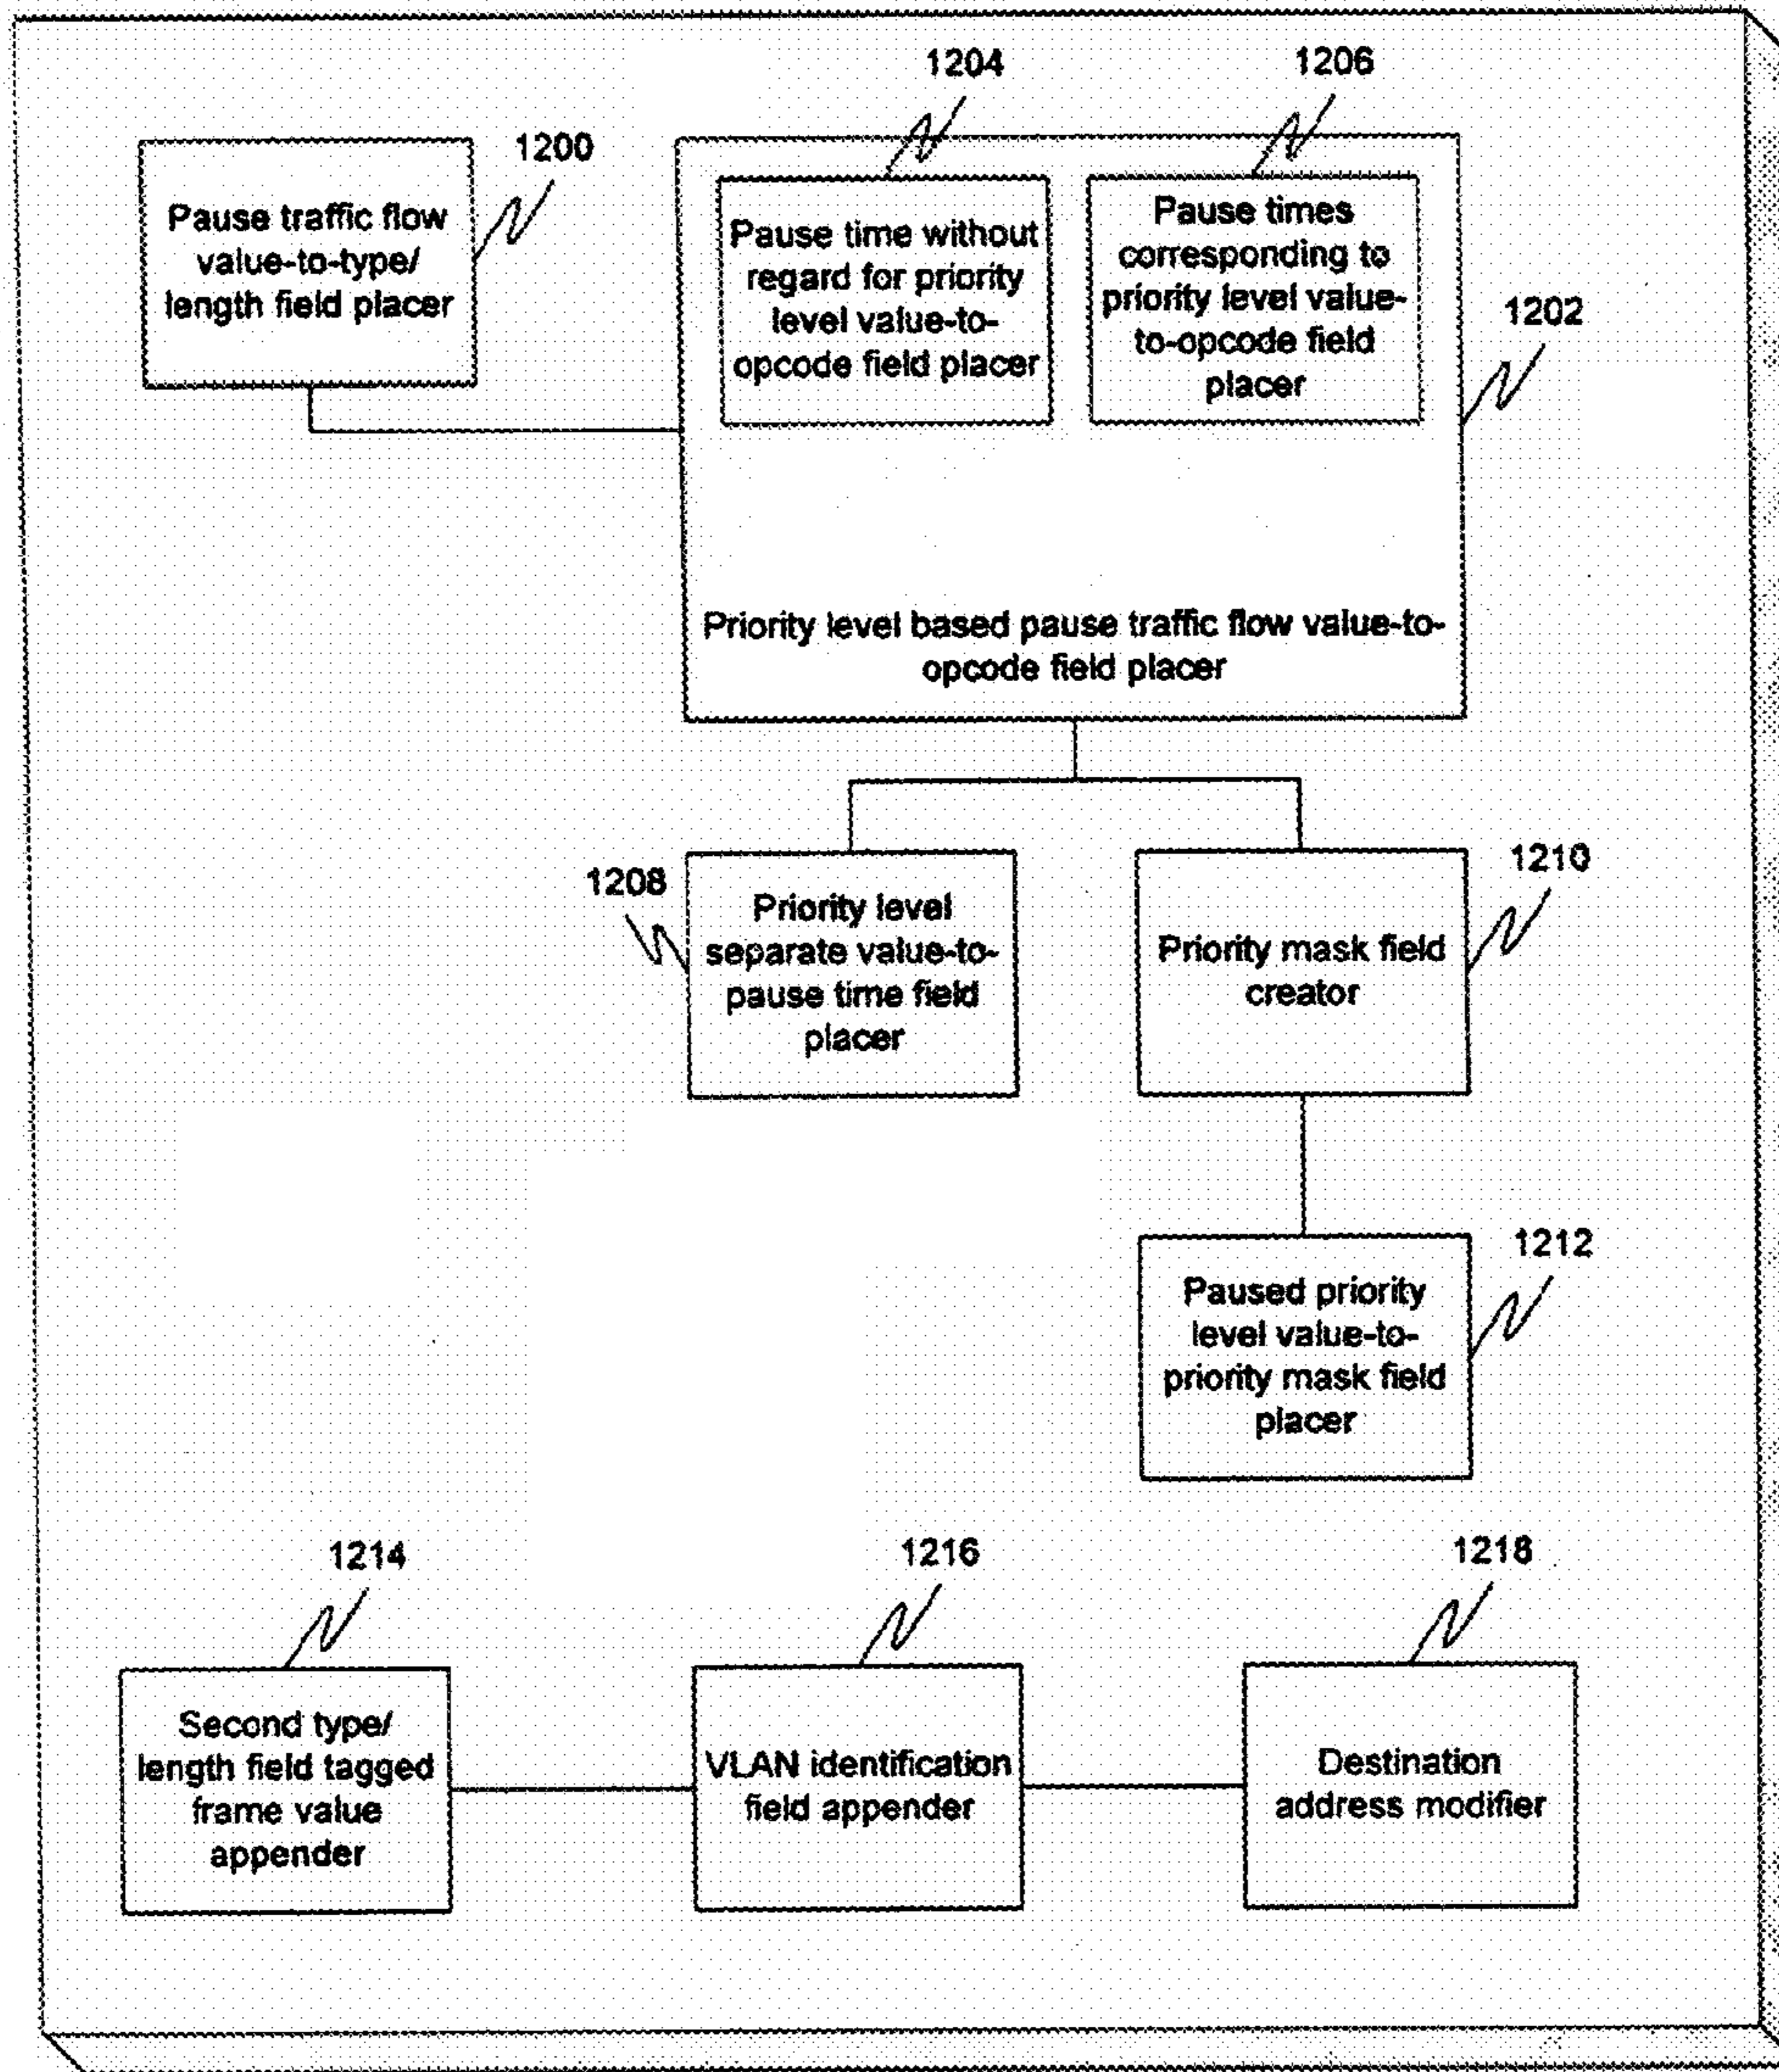 1204
1206
1200
Pause traffic flow
value-to-type/
length field placer
Pause time without
regard for priority
level value-to-
opcode field placer
Pause times
corresponding to
priority level value-
to-opcode field
placer
1202
Priority level based pause traffic flow value-to-
opcode field placer
1208
Priority level
separate value-to-
pause time field
placer
1210
Priority mask field
creator
1212
Paused priority
level value-to-
priority mask field
placer
1214
1216
1218
Second type/
length field tagged
frame value
appender
VLAN identification
field appender
Destination
address modifier